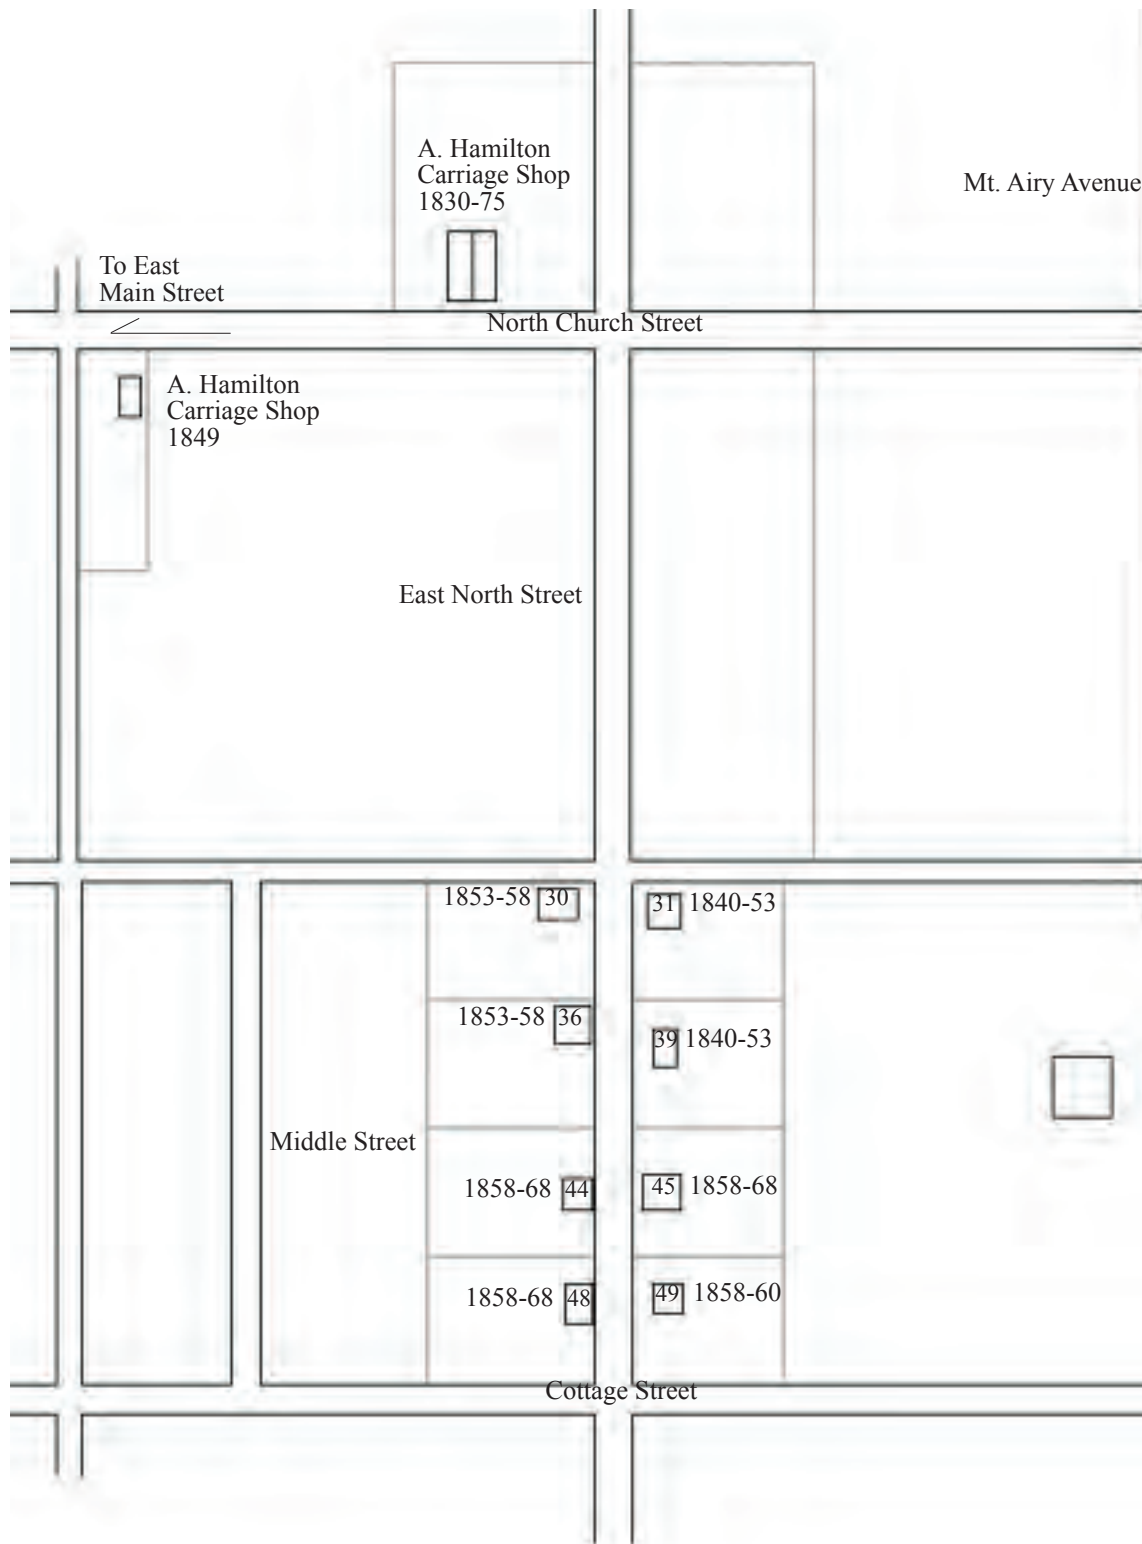 A. Hamilton
Carriage Shop
1830-75
Mt. Airy Avenue
To East
Main Street
North Church Street
A. Hamilton
Carriage Shop
1849
East North Street
1853-58 30
31 1840-53
1853-58 36
39 1840-53
Middle Street
1858-68 44
45 1858-68
1858-68 48
49 1858-60
Cottage Street